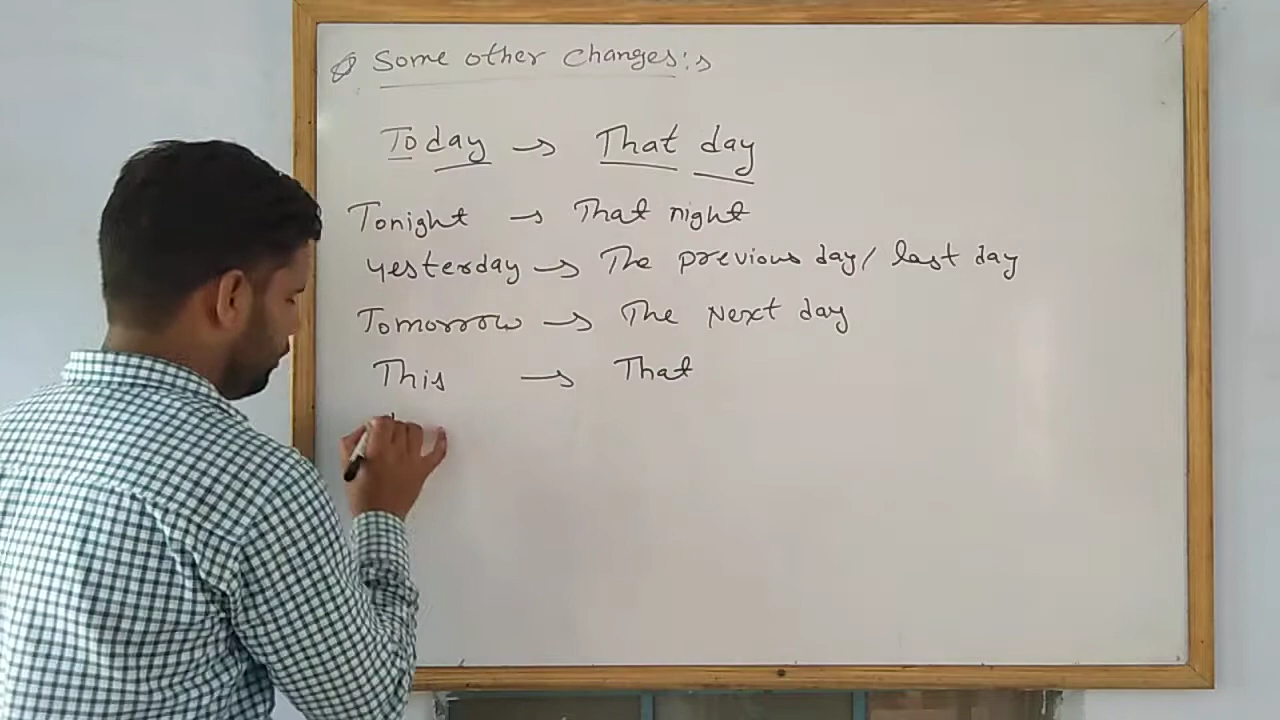 Some other changes:s
Today → That day
Tonight → That night
yesterday → The previous day/ last day
Tomorrow → The Next day
This → That